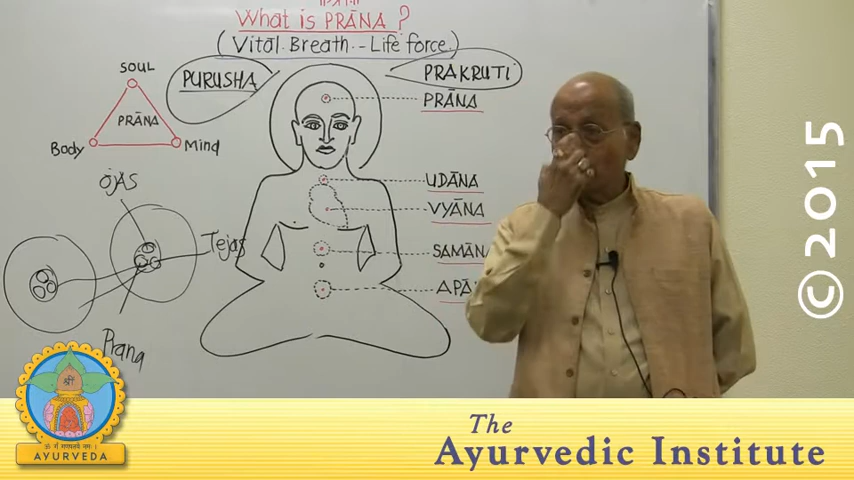 What is PRĀNA ?
(Vital Breath - Life force)
PURUSHA
PRAKRUTI
SOUL
PRĀNA
Body
Mind
PRĀNA
UDĀNA
VYĀNA
SAMĀN
APĀ
OJAS
Tejas
Prana
©2015
श्रीं
AYURVEDA
The
Ayurvedic Institute